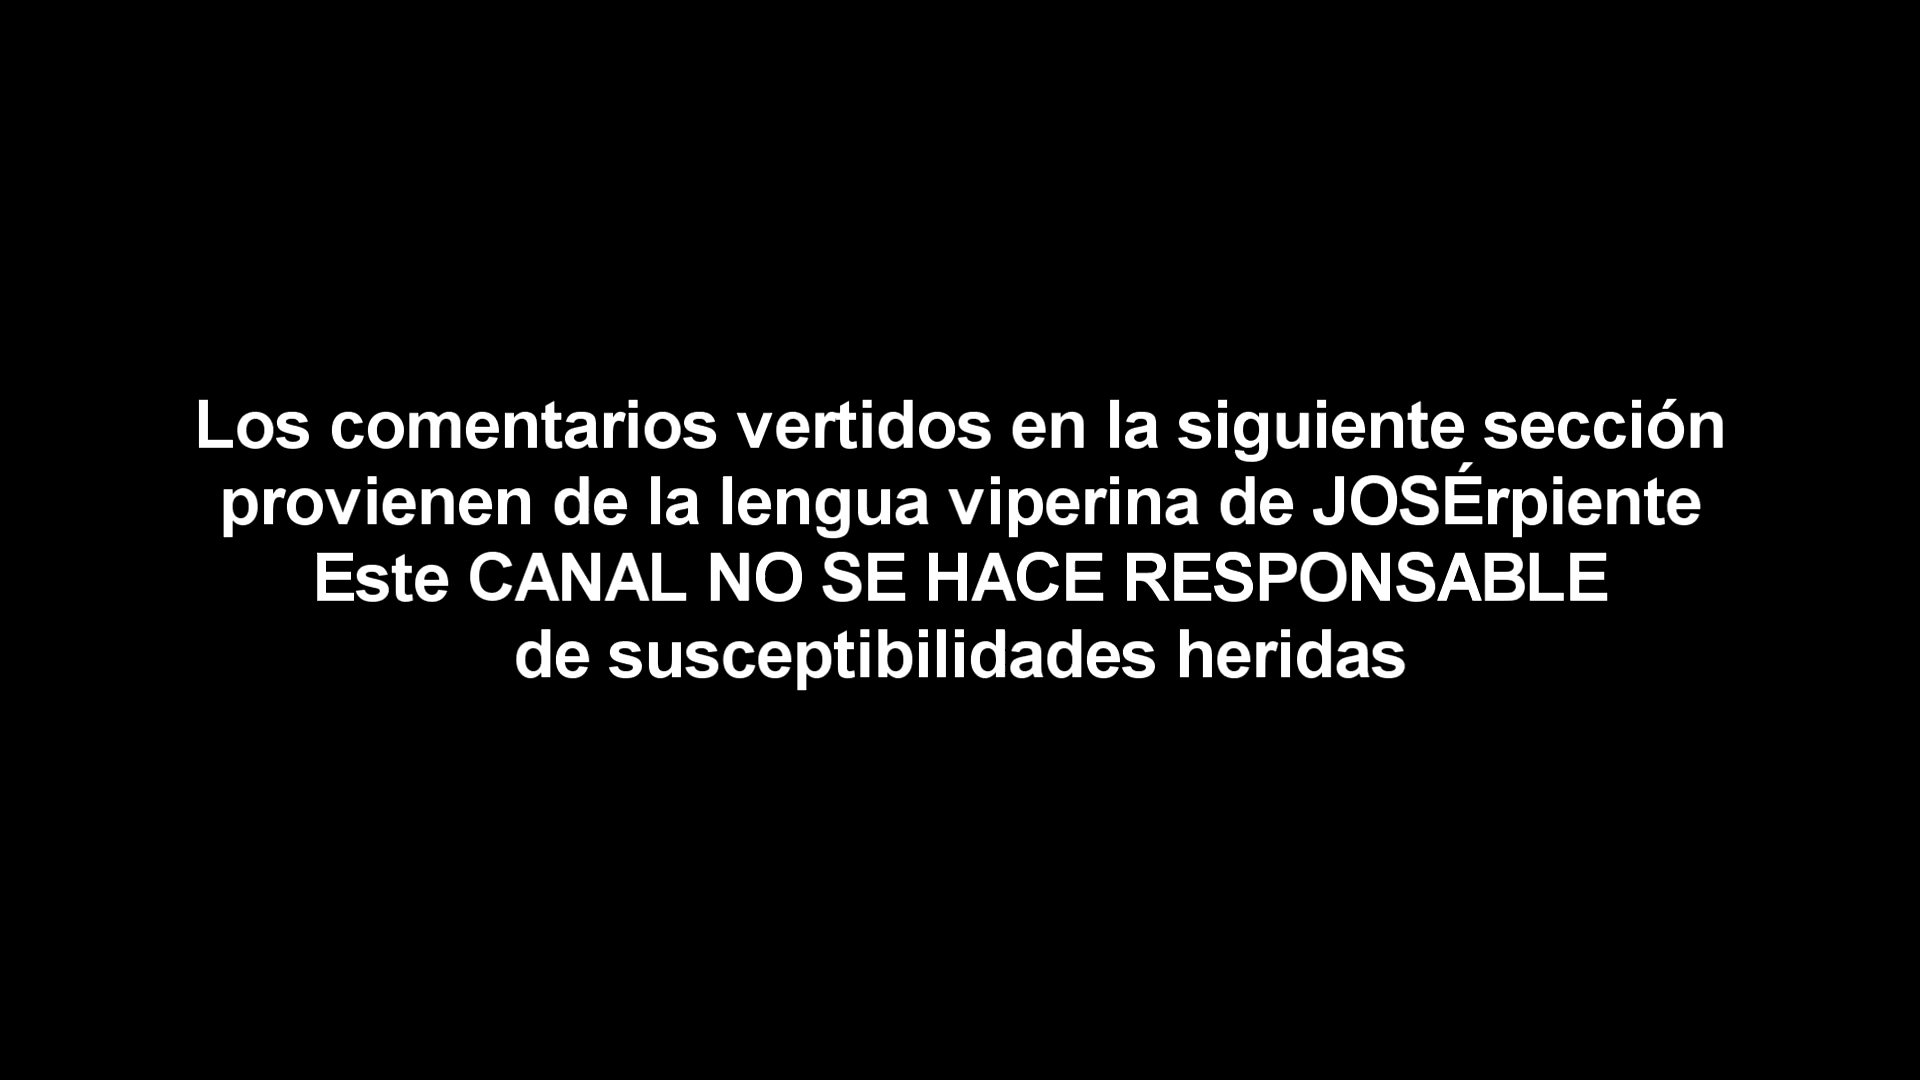 Los comentarios vertidos en la siguiente sección
provienen de la lengua viperina de JOSÉrpiente
Este CANAL NO SE HACE RESPONSABLE
de susceptibilidades heridas